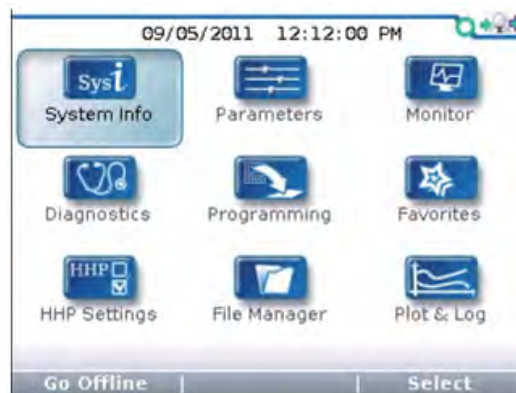 09/05/2011 12:12:00 PM
Sysi
System Info
Parameters
Monitor
Diagnostics
Programming
Favorites
HHP
HHP Settings
File Manager
Plot & Log
Go Offline
Select